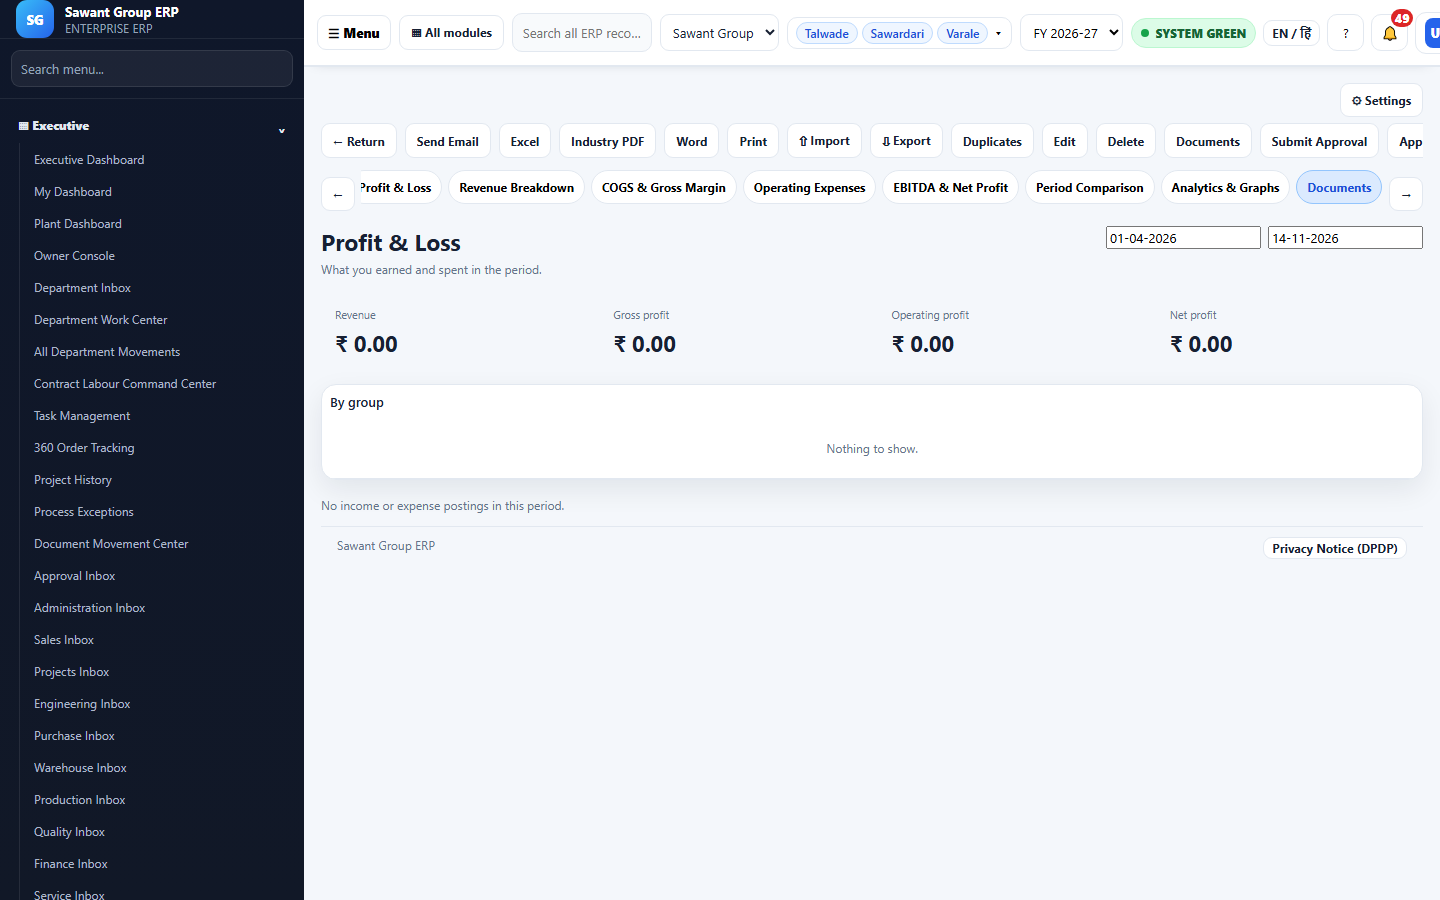 SG
Sawant Group ERP
ENTERPRISE ERP
Search menu...
Executive
Executive Dashboard
My Dashboard
Plant Dashboard
Owner Console
Department Inbox
Department Work Center
All Department Movements
Contract Labour Command Center
Task Management
360 Order Tracking
Project History
Process Exceptions
Document Movement Center
Approval Inbox
Administration Inbox
Sales Inbox
Projects Inbox
Engineering Inbox
Purchase Inbox
Warehouse Inbox
Production Inbox
Quality Inbox
Finance Inbox
Service Inbox
☰ Menu
All modules
Search all ERP reco...
Sawant Group
Talwade Sawardari Varale
FY 2026-27
SYSTEM GREEN
EN / हिं
?
49
U
⚙ Settings
← Return
Send Email
Excel
Industry PDF
Word
Print
⇧ Import
⇩ Export
Duplicates
Edit
Delete
Documents
Submit Approval
App
←
Profit & Loss
Revenue Breakdown
COGS & Gross Margin
Operating Expenses
EBITDA & Net Profit
Period Comparison
Analytics & Graphs
Documents
→
Profit & Loss
01-04-2026
14-11-2026
What you earned and spent in the period.
Revenue
₹ 0.00
Gross profit
₹ 0.00
Operating profit
₹ 0.00
Net profit
₹ 0.00
By group
Nothing to show.
No income or expense postings in this period.
Sawant Group ERP
Privacy Notice (DPDP)